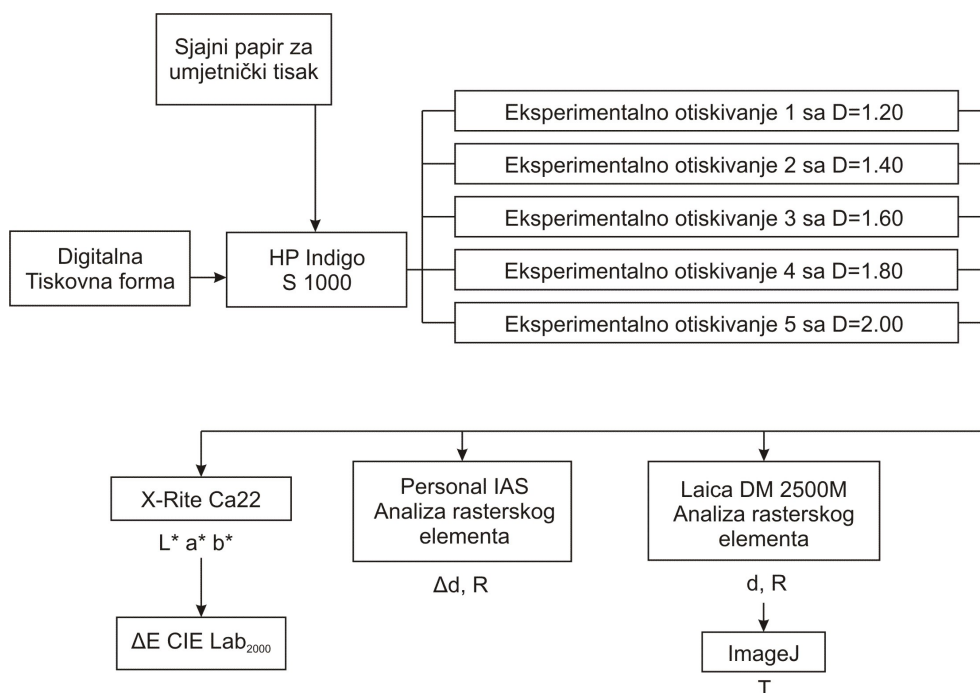 Sjajni papir za
umjetnički tisak
Eksperimentalno otiskivanje 1 sa D=1.20
Eksperimentalno otiskivanje 2 sa D=1.40
Eksperimentalno otiskivanje 3 sa D=1.60
Eksperimentalno otiskivanje 4 sa D=1.80
Eksperimentalno otiskivanje 5 sa D=2.00
Digitalna
Tiskovna forma
HP Indigo
S 1000
X-Rite Ca22
L* a* b*
ΔE CIE Lab2000
Personal IAS
Analiza rasterskog
elementa
Δd, R
Laica DM 2500M
Analiza rasterskog
elementa
d, R
ImageJ
T